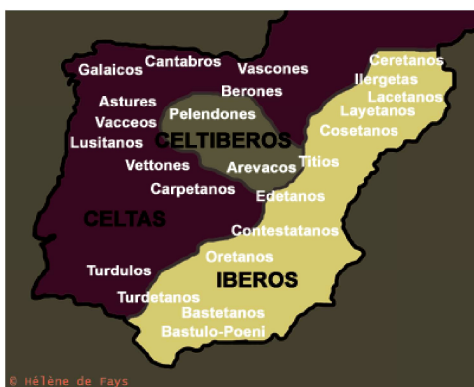 Galaicos
Cantabros
Vascones
Ceretanos
Ilergetas
Berones
Lacetanos
Astures
Pelendones
Layetanos
Vacceos
Cosetanos
Lusitanos
CELTIBEROS
Vettones
Arevacos
Titios
Carpetanos
Edetanos
CELTAS
Contestatanos
Oretanos
Turdulos
IBEROS
Turdetanos
Bastetanos
Bastulo-Poeni
© Hélène de Fays